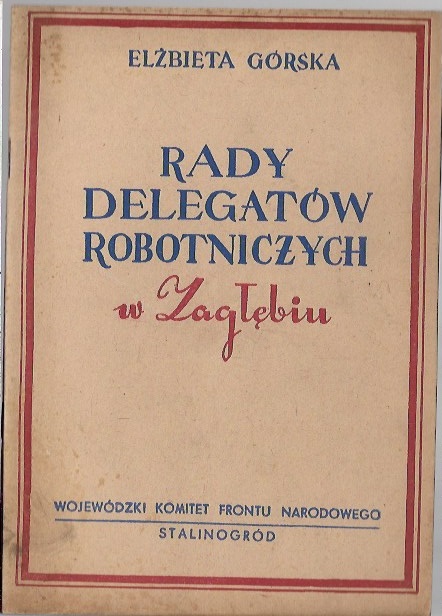 ELŻBIETA GÓRSKA
RADY
DELEGATÓW
ROBOTNICZYCH
w Zagłębiu
WOJEWÓDZKI KOMITET FRONTU NARODOWEGO
STALINOGRÓD